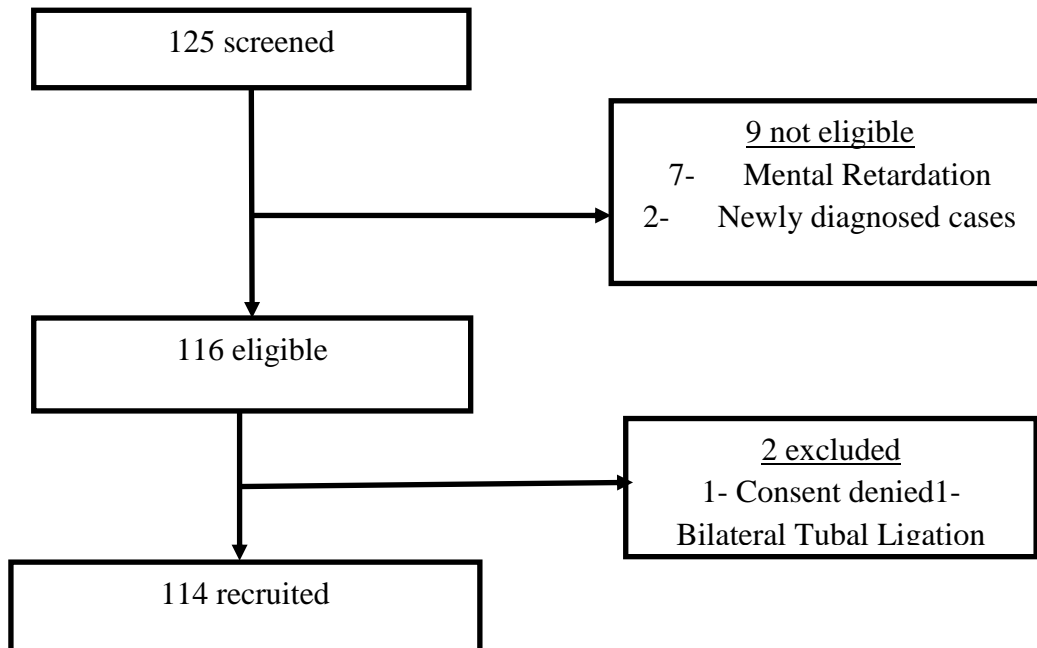 125 screened
9 not eligible
7- Mental Retardation
2- Newly diagnosed cases
116 eligible
2 excluded
1- Consent denied1-
Bilateral Tubal Ligation
114 recruited